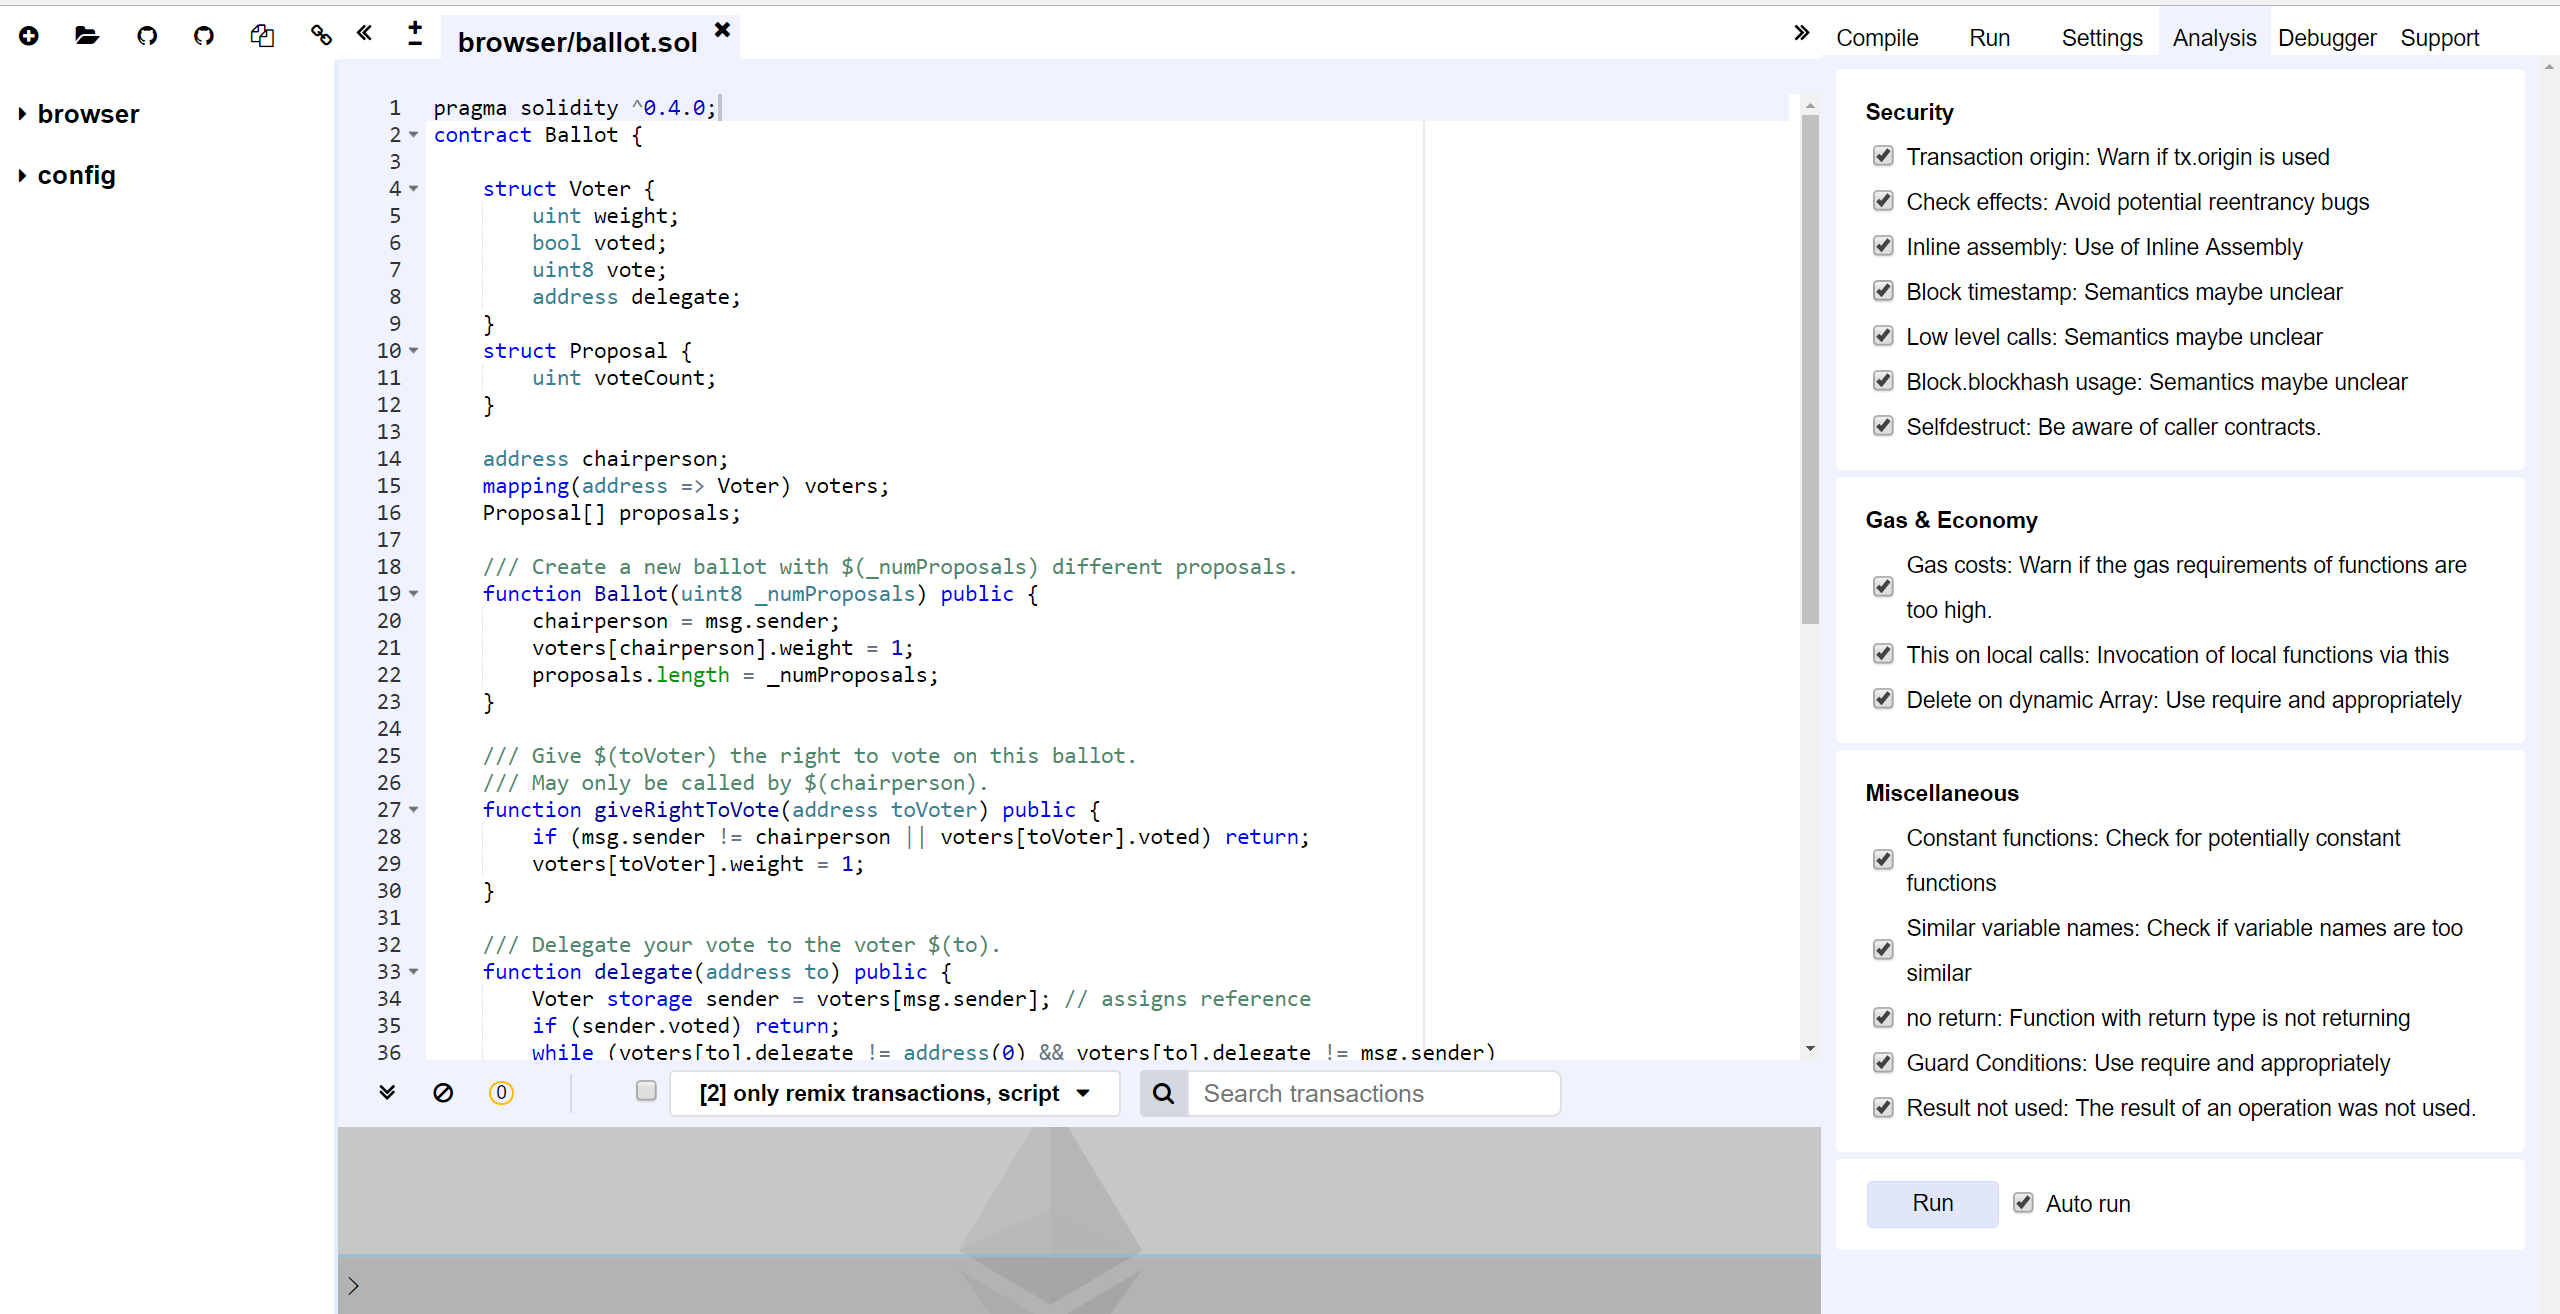 browser/ballot.sol
Compile Run Settings Analysis Debugger Support
browser
config
1 pragma solidity ^0.4.0;
2 contract Ballot {
3
4     struct Voter {
5         uint weight;
6         bool voted;
7         uint8 vote;
8         address delegate;
9     }
10     struct Proposal {
11         uint voteCount;
12     }
13
14     address chairperson;
15     mapping(address => Voter) voters;
16     Proposal[] proposals;
17
18     /// Create a new ballot with $(_numProposals) different proposals.
19     function Ballot(uint8 _numProposals) public {
20         chairperson = msg.sender;
21         voters[chairperson].weight = 1;
22         proposals.length = _numProposals;
23     }
24
25     /// Give $(toVoter) the right to vote on this ballot.
26     /// May only be called by $(chairperson).
27     function giveRightToVote(address toVoter) public {
28         if (msg.sender != chairperson || voters[toVoter].voted) return;
29         voters[toVoter].weight = 1;
30     }
31
32     /// Delegate your vote to the voter $(to).
33     function delegate(address to) public {
34         Voter storage sender = voters[msg.sender]; // assigns reference
35         if (sender.voted) return;
36         while (voters[to].delegate != address(0) && voters[to].delegate != msg.sender)
0
[2] only remix transactions, script
Search transactions
>
Security
Transaction origin: Warn if tx.origin is used
Check effects: Avoid potential reentrancy bugs
Inline assembly: Use of Inline Assembly
Block timestamp: Semantics maybe unclear
Low level calls: Semantics maybe unclear
Block.blockhash usage: Semantics maybe unclear
Selfdestruct: Be aware of caller contracts.
Gas & Economy
Gas costs: Warn if the gas requirements of functions are
too high.
This on local calls: Invocation of local functions via this
Delete on dynamic Array: Use require and appropriately
Miscellaneous
Constant functions: Check for potentially constant
functions
Similar variable names: Check if variable names are too
similar
no return: Function with return type is not returning
Guard Conditions: Use require and appropriately
Result not used: The result of an operation was not used.
Run
Auto run